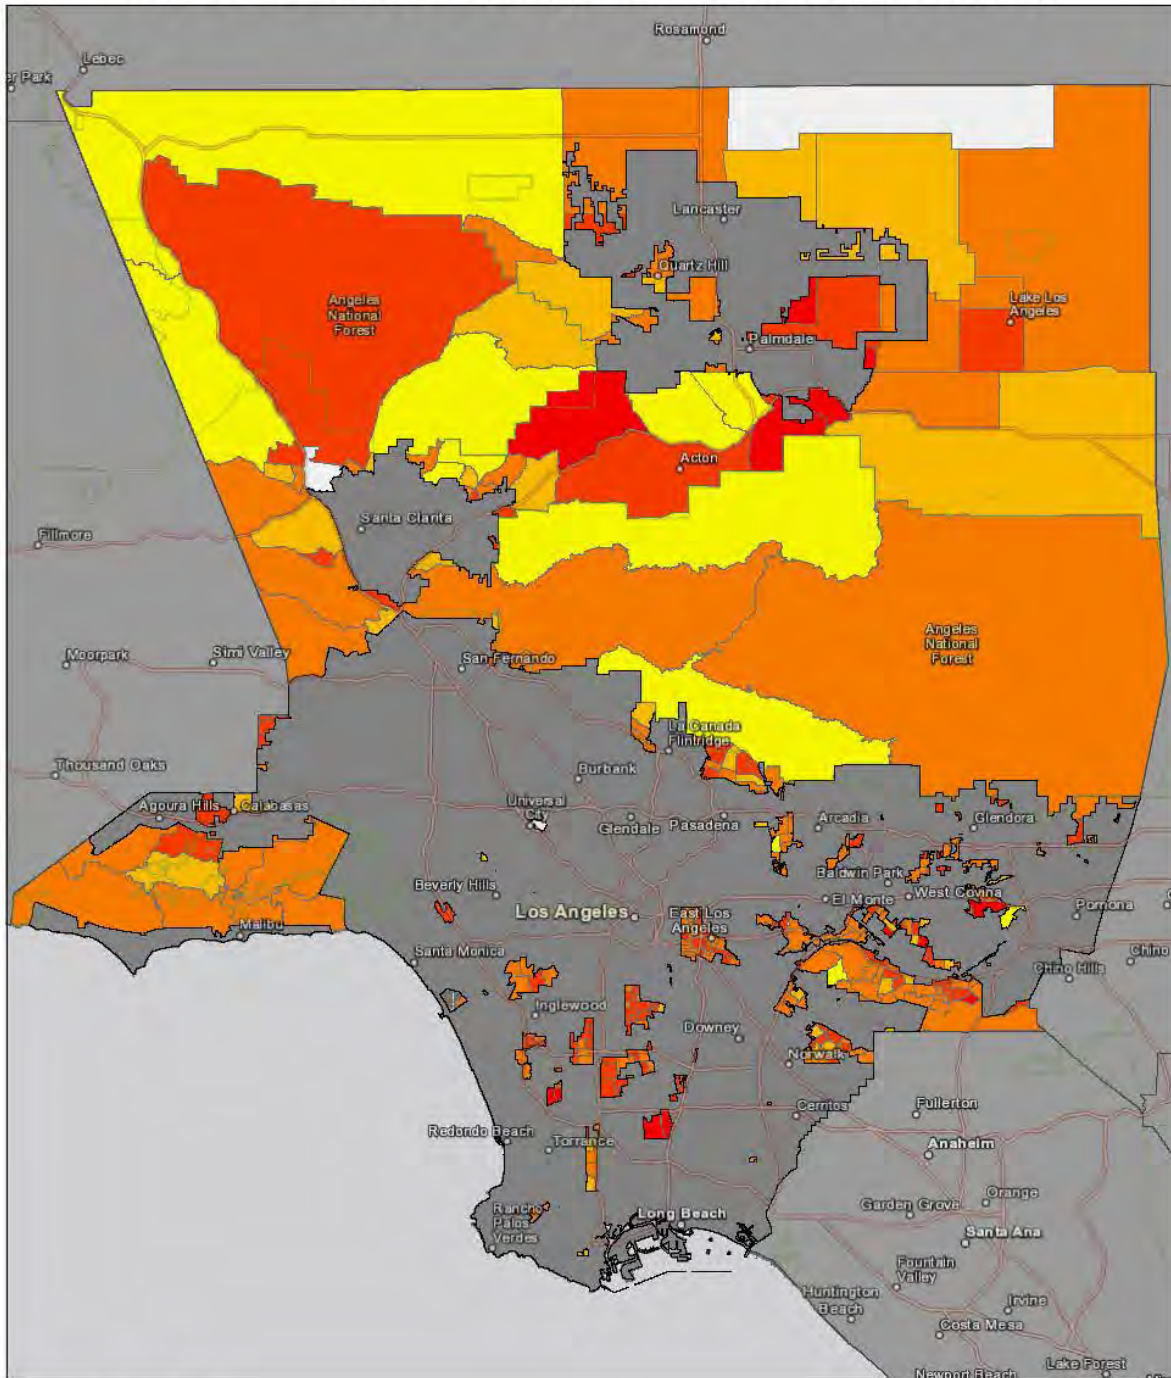 Rosamond
Lebec
er Park
Lancaster
Quartz Hill
Angeles
National
Forest
Lake Los
Angeles
Palmdale
Acton
Santa Clarita
Fillmore
Angeles
National
Forest
Moorpark
Simi Valley
San Fernando
La Canada
Flintridge
Thousand Oaks
Burbank
Agoura Hills
Calabasas
Universal
City
Glendale
Pasadena
Arcadia
Glendora
Baldwin Park
Beverly Hills
El Monte
West Covina
Los Angeles
East Los
Angeles
Pomona
Malibu
Santa Monica
Chino
Chino Hills
Inglewood
Downey
Norwalk
Cerritos
Fullerton
Redondo Beach
Torrance
Anaheim
Rancho
Palos
Verdes
Long Beach
Garden Grove
Orange
Santa Ana
Fountain
Valley
Huntington
Beach
Irvine
Costa Mesa
Newport Beach
Lake Forest